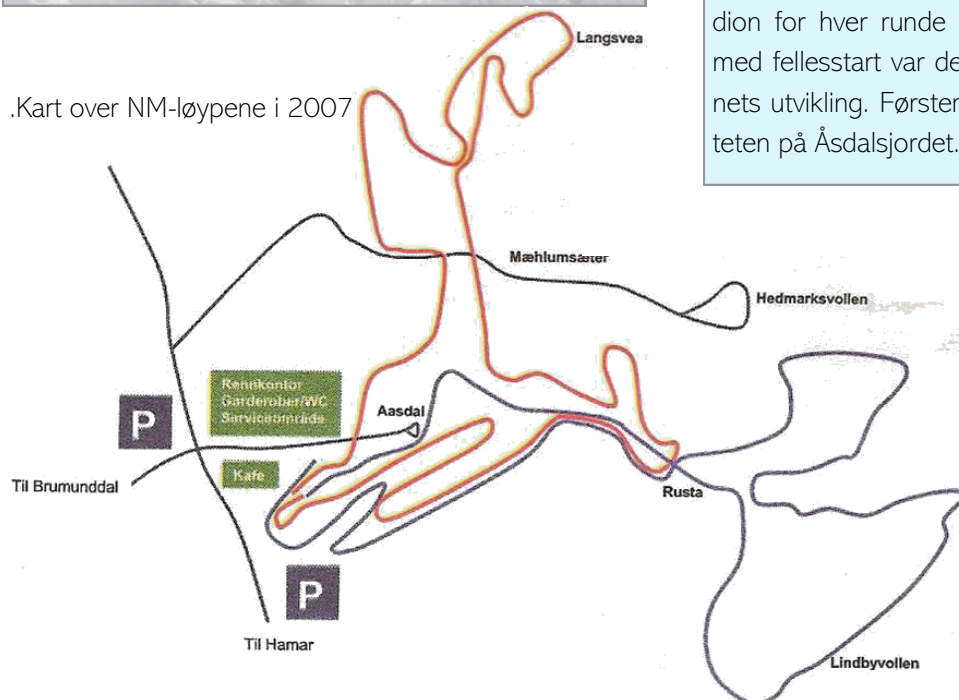 dion for hver runde
med fellesstart var de
nets utvikling. Første
teten på Åsdalsjordet.
.Kart over NM-løypene i 2007
Langsvea
Mæhlumsæter
Hedmarksvollen
Rennkontor
Garderober/WC
Serviceområde
P
Aasdal
Kafe
Til Brumunddal
Rusta
P
Til Hamar
Lindbyvollen